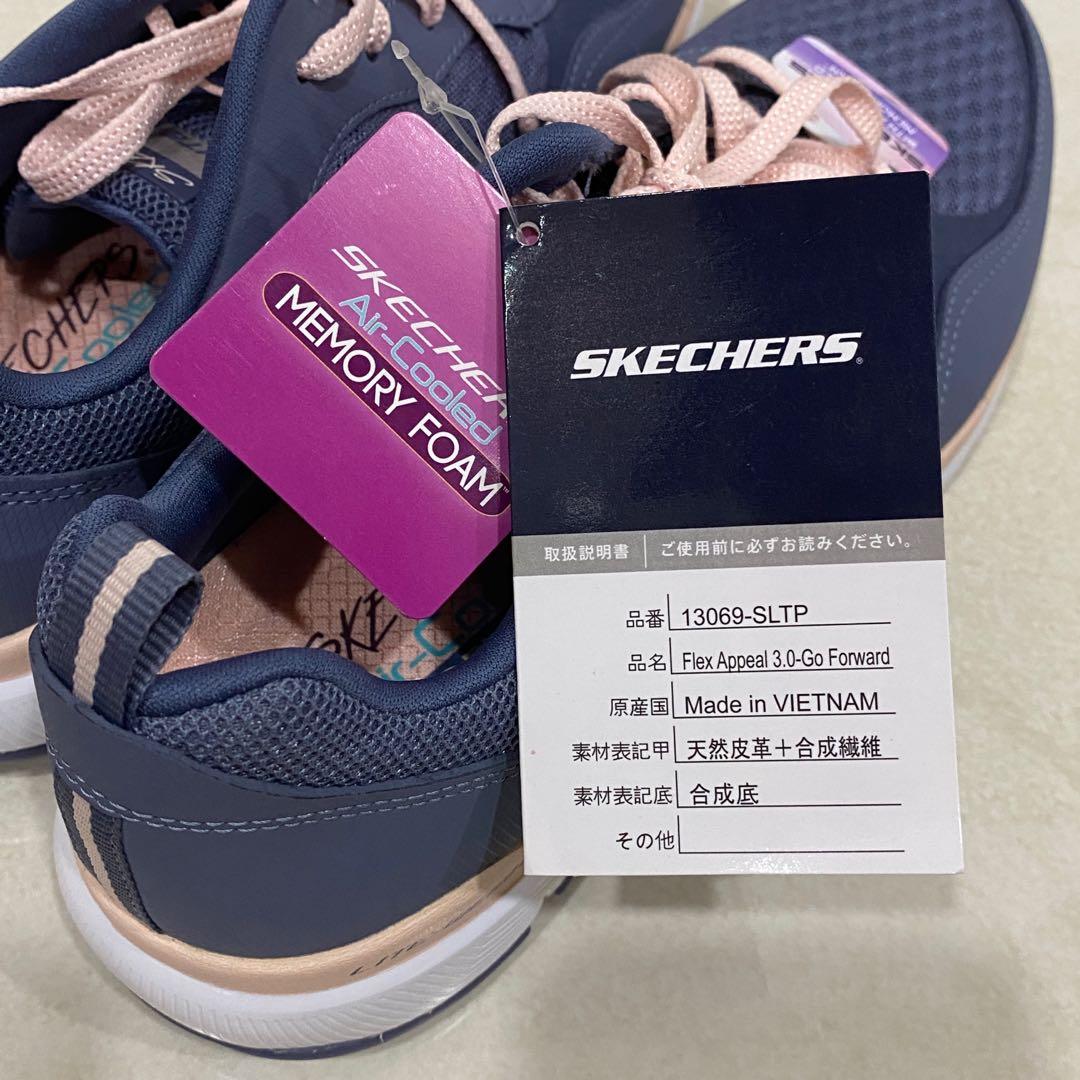 SKECHERS
Air-Cooled
MEMORY FOAM™
SKECHERS®
取扱説明書 ご使用前に必ずお読みください。
品番 13069-SLTP
品名 Flex Appeal 3.0-Go Forward
原産国 Made in VIETNAM
素材表記甲 天然皮革＋合成繊維
素材表記底 合成底
その他